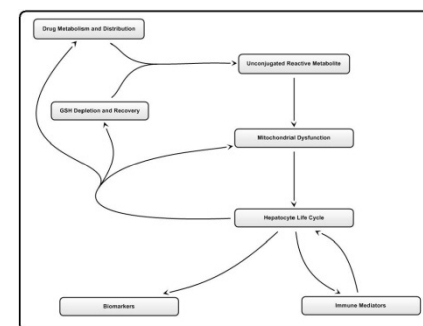 Drug Metabolism and Distribution
Unconjugated Reactive Metabolite
GSH Depletion and Recovery
Mitochondrial Dysfunction
Hepatocyte Life Cycle
Biomarkers
Immune Mediators